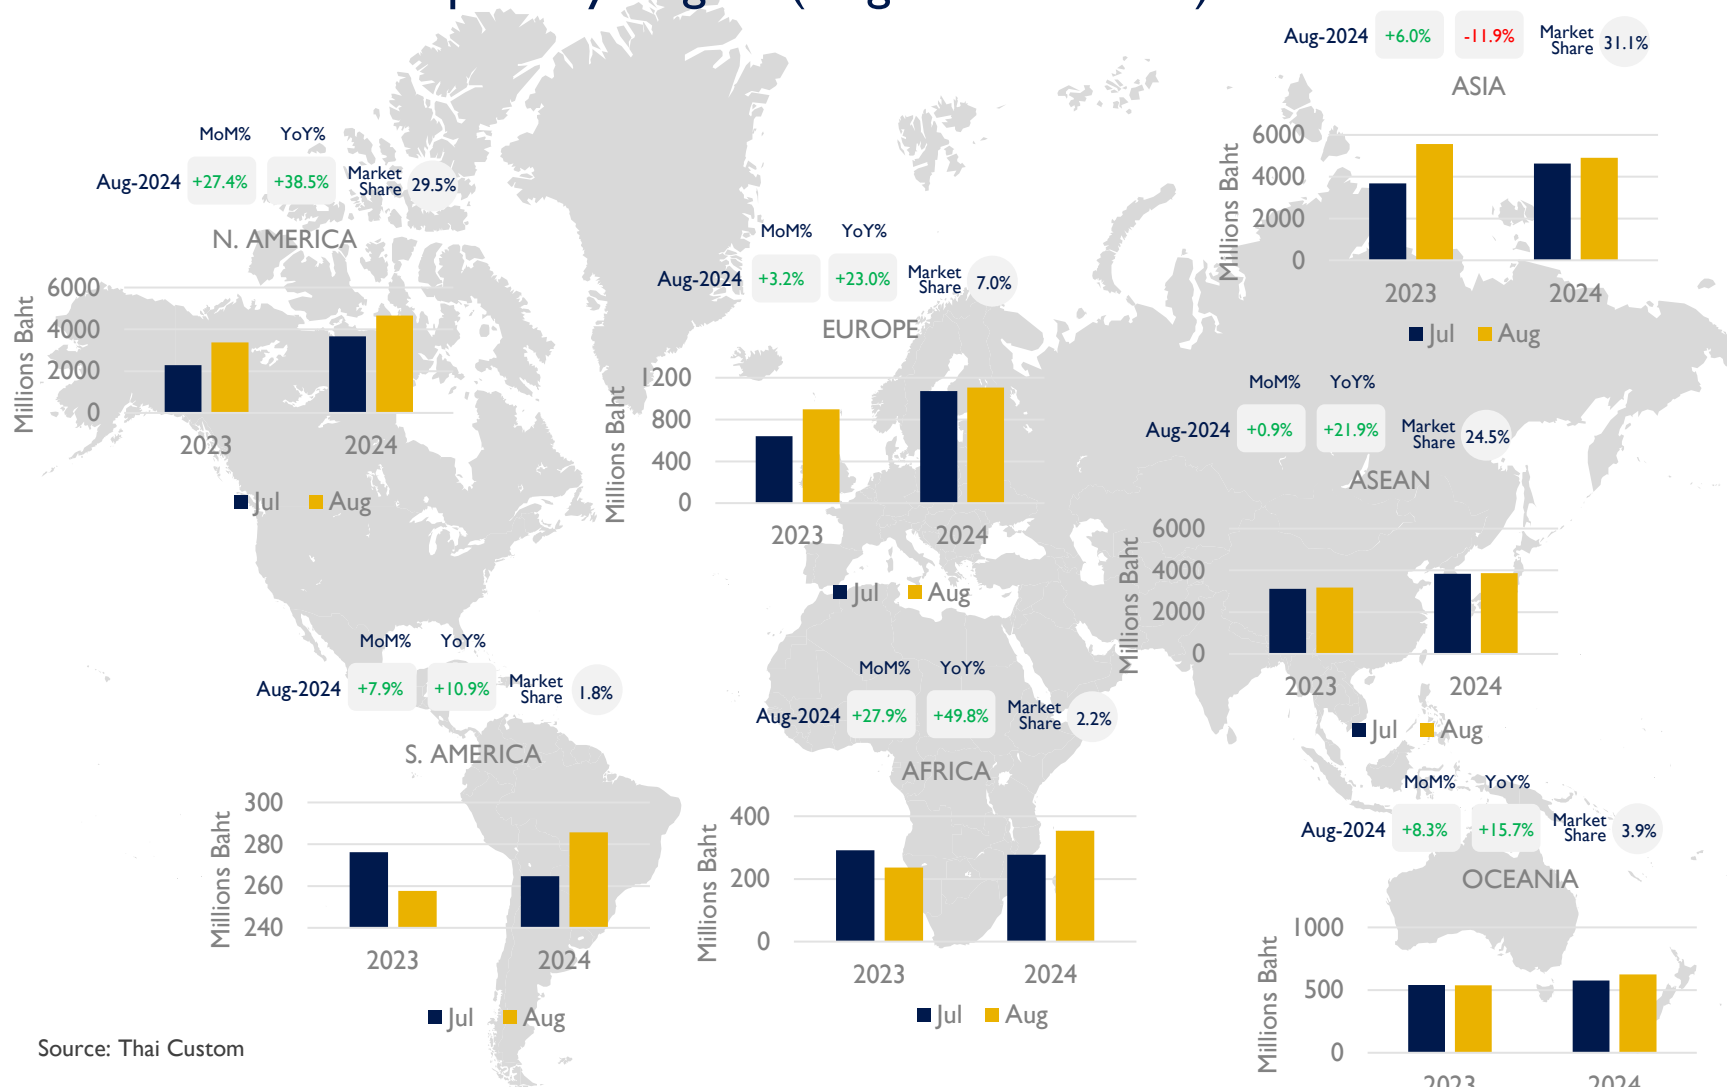 Aug-2024 +6.0% -11.9% Market Share 31.1%
ASIA
6000
4000
2000
0
Millions Baht
2023 2024
Jul Aug
MoM% YoY%
Aug-2024 +27.4% +38.5% Market Share 29.5%
N. AMERICA
6000
4000
2000
0
Millions Baht
2023 2024
Jul Aug
MoM% YoY%
Aug-2024 +3.2% +23.0% Market Share 7.0%
EUROPE
1200
800
400
0
Millions Baht
2023 2024
Jul Aug
MoM% YoY%
Aug-2024 +0.9% +21.9% Market Share 24.5%
ASEAN
6000
4000
2000
0
Millions Baht
2023 2024
Jul Aug
MoM% YoY%
Aug-2024 +7.9% +10.9% Market Share 1.8%
S. AMERICA
300
280
260
240
Millions Baht
2023 2024
Jul Aug
MoM% YoY%
Aug-2024 +27.9% +49.8% Market Share 2.2%
AFRICA
400
200
0
Millions Baht
2023 2024
Jul Aug
MoM% YoY%
Aug-2024 +8.3% +15.7% Market Share 3.9%
OCEANIA
1000
500
0
Millions Baht
2023 2024
Source: Thai Custom